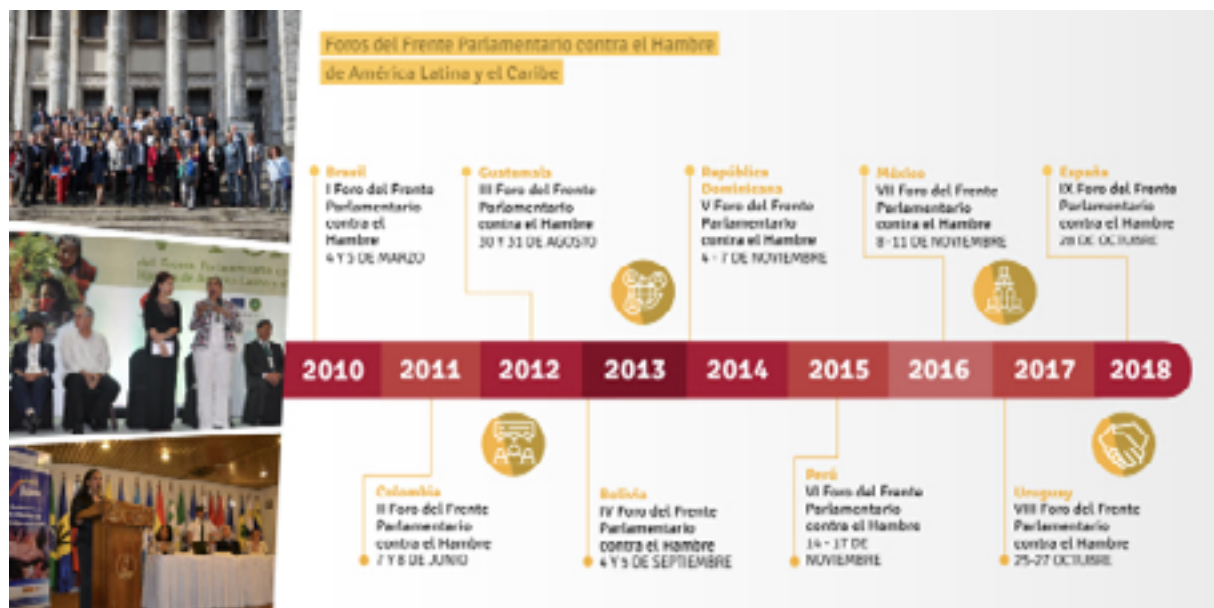 Foros del Frente Parlamentario contra el Hambre
de América Latina y el Caribe
Brasil
I Foro del Frente
Parlamentario
contra el
Hambre
4 Y 5 DE MARZO
Guatemala
III Foro del Frente
Parlamentario
contra el Hambre
30 Y 31 DE AGOSTO
República
Dominicana
V Foro del Frente
Parlamentario
contra el Hambre
4 - 7 DE NOVIEMBRE
México
VII Foro del Frente
Parlamentario
contra el Hambre
8-11 DE NOVIEMBRE
España
IX Foro del Frente
Parlamentario
contra el Hambre
28 DE OCTUBRE
del Frente Parlamentario
2010 2011 2012 2013 2014 2015 2016 2017 2018
Colombia
II Foro del Frente
Parlamentario
contra el Hambre
7 Y 8 DE JUNIO
Bolivia
IV Foro del Frente
Parlamentario
contra el Hambre
4 Y 5 DE SEPTIEMBRE
Perú
VI Foro del Frente
Parlamentario
contra el Hambre
14 - 17 DE
NOVIEMBRE
Uruguay
VIII Foro del Frente
Parlamentario
contra el Hambre
25-27 OCTUBRE